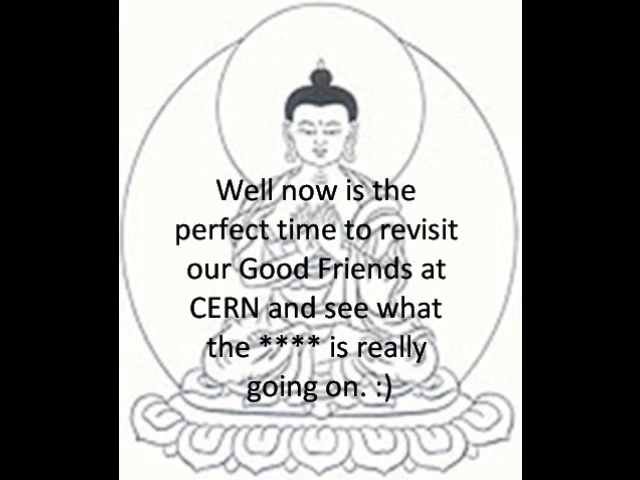 Well now is the
perfect time to revisit
our Good Friends at
CERN and see what
the **** is really
going on. :)